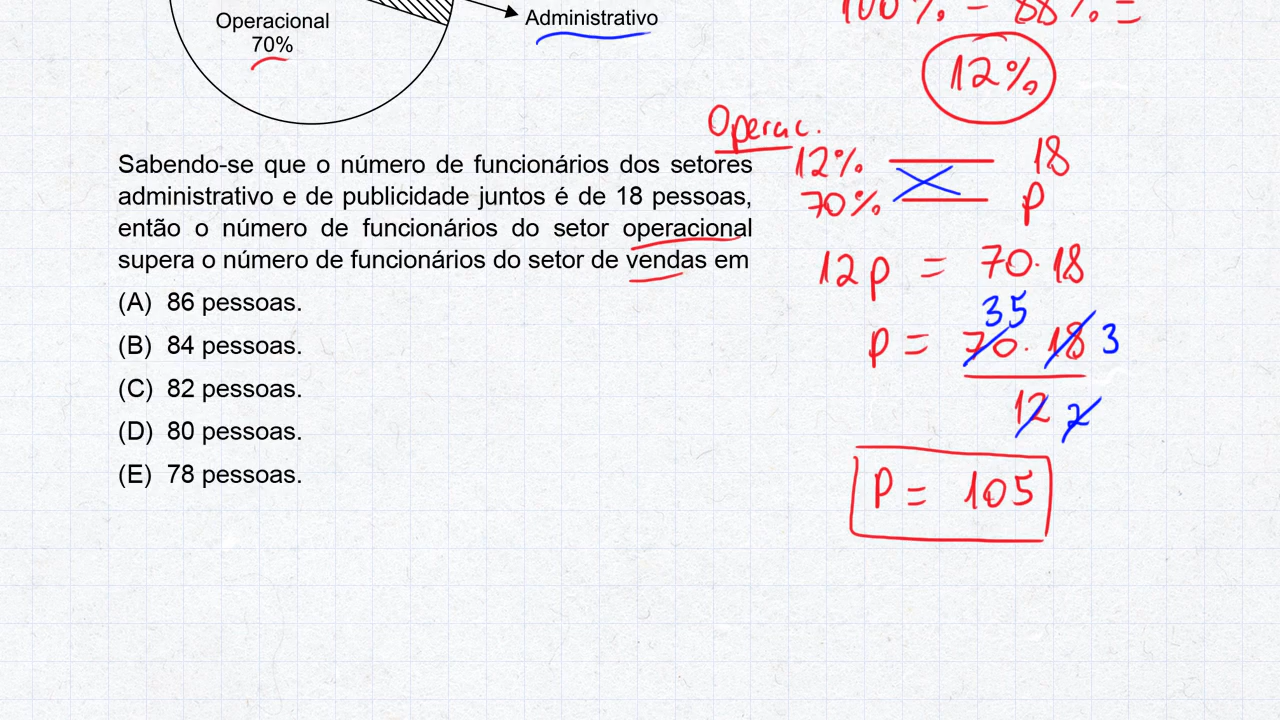 Operacional
70%
Administrativo
100% - 88% =
12%
Operac.
12% 18
70% P
12p = 70.18
35
P = 70. 18 3
12 2
P = 105
Sabendo-se que o número de funcionários dos setores
administrativo e de publicidade juntos é de 18 pessoas,
então o número de funcionários do setor operacional
supera o número de funcionários do setor de vendas em
(A) 86 pessoas.
(B) 84 pessoas.
(C) 82 pessoas.
(D) 80 pessoas.
(E) 78 pessoas.